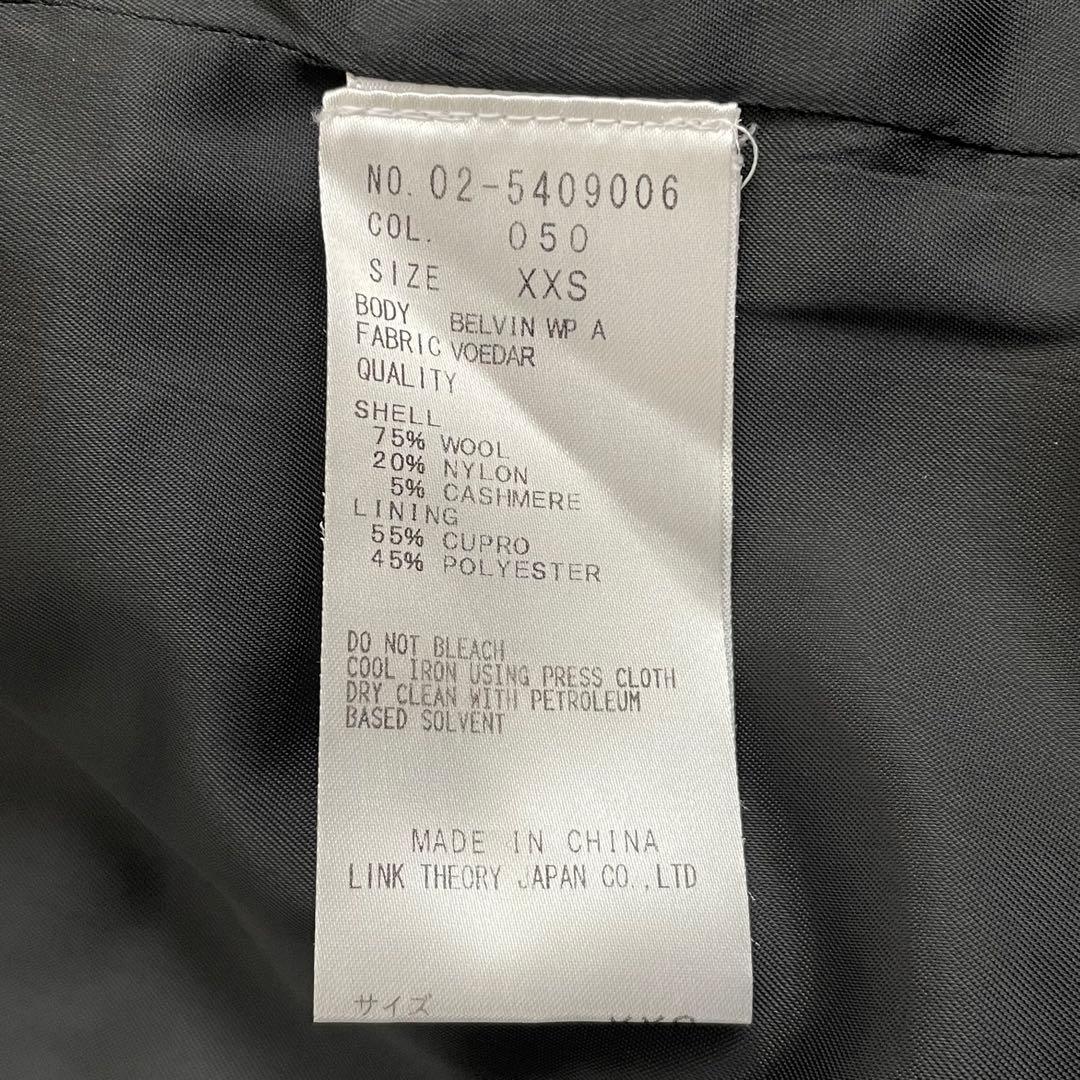 NO. 02-5409006
COL. 050
SIZE XXS
BODY BELVIN WP A
FABRIC VOEDAR
QUALITY
SHELL
75% WOOL
20% NYLON
5% CASHMERE
LINING
55% CUPRO
45% POLYESTER
DO NOT BLEACH
COOL IRON USING PRESS CLOTH
DRY CLEAN WITH PETROLEUM
BASED SOLVENT
MADE IN CHINA
LINK THEORY JAPAN CO.,LTD
サイズ